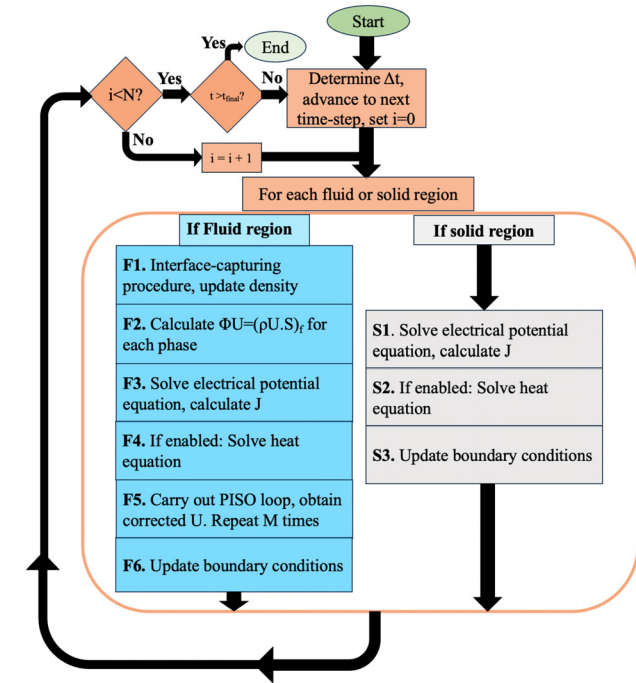 Start
Yes
End
i<N?
Yes
t >t_final?
No
Determine Δt,
advance to next
time-step, set i=0
No
i = i + 1
For each fluid or solid region
If Fluid region
If solid region
F1. Interface-capturing
procedure, update density
F2. Calculate ΦU=(ρU.S)_f for
each phase
F3. Solve electrical potential
equation, calculate J
F4. If enabled: Solve heat
equation
F5. Carry out PISO loop, obtain
corrected U. Repeat M times
F6. Update boundary conditions
S1. Solve electrical potential
equation, calculate J
S2. If enabled: Solve heat
equation
S3. Update boundary conditions